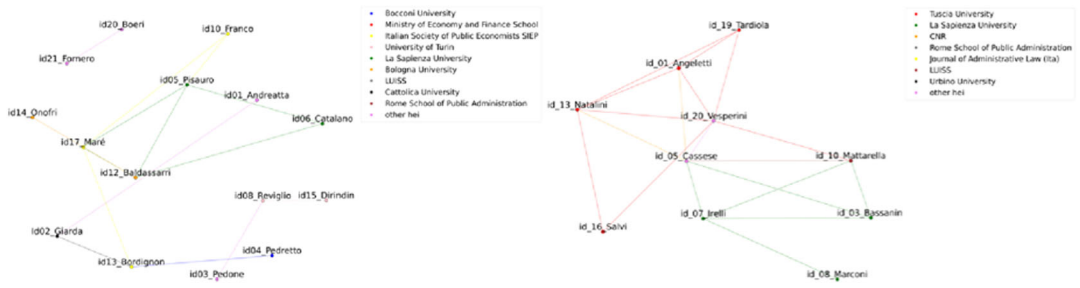 id20_Boeri
id10_Franco
id21_Fornero
id05_Pisauro
id01_Andreatta
id14_Onofri
id06_Catalano
id17_Maré
id12_Baldassarri
id08_Reviglio
id15_Dirindin
id02_Giarda
id04_Pedretto
id13_Bordignon
id03_Pedone
Bocconi University
Ministry of Economy and Finance School
Italian Society of Public Economists SIEP
University of Turin
La Sapienza University
Bologna University
LUISS
Cattolica University
Rome School of Public Administration
other hei
id_19_Tardiola
id_01_Angeletti
id_13_Natalini
id_20_Vesperini
id_05_Cassese
id_10_Mattarella
id_07_Irelli
id_03_Bassanin
id_16_Salvi
id_08_Marconi
Tuscia University
La Sapienza University
CNR
Rome School of Public Administration
Journal of Administrative Law (Ita)
LUISS
Urbino University
other hei